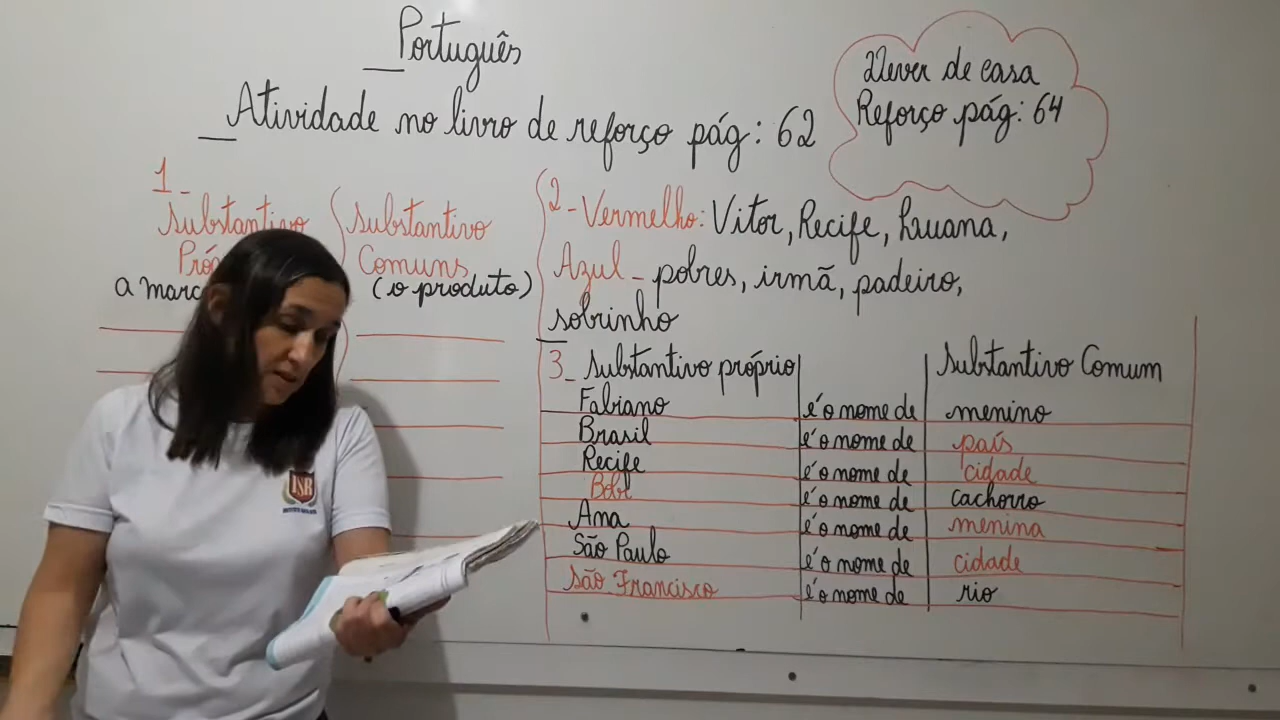 Português
Atividade no livro de reforço pág: 62
Dever de casa
Reforço pág: 64
1-
Substantivo
Substantivo
Comuns
a marc
(o produto)
2-Vermelho: Vitor, Recife, Luuana,
Azul - pobres, irmã, padeiro,
sobrinho
3- Substantivo próprio Substantivo Comum
Fabiano é o nome de menino
Brasil é o nome de país
Recife é o nome de cidade
Bobi é o nome de cachorro
Ana é o nome de menina
São Paulo é o nome de cidade
São Francisco é o nome de rio
ISB